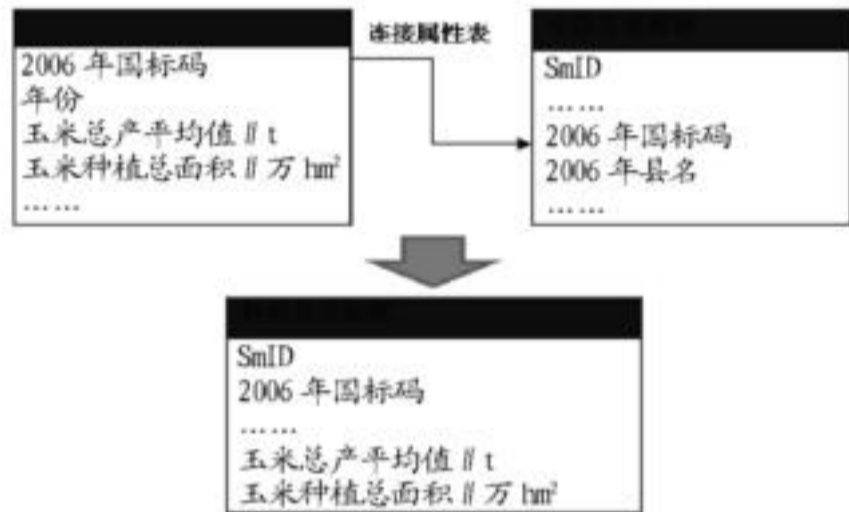 连接属性表
2006 年国标码
年份
玉米总产平均值∥t
玉米种植总面积∥万 hm²
……
SmID
……
2006 年国标码
2006 年县名
……
SmID
2006 年国标码
……
玉米总产平均值∥t
玉米种植总面积∥万 hm²